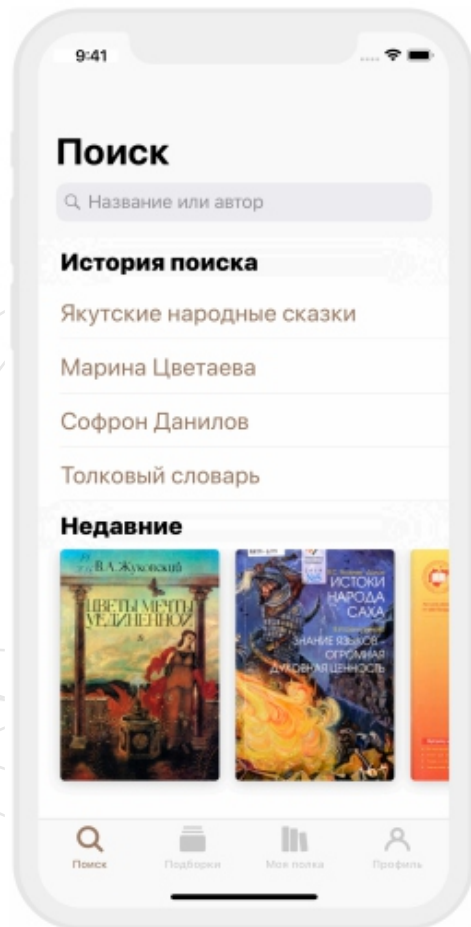 9:41
Поиск
Название или автор
История поиска
Якутские народные сказки
Марина Цветаева
Софрон Данилов
Толковый словарь
Недавние
В.А.Жуковский
ЦВЕТЫ МЕЧТЫ
УЕДИНЕННОЙ
ИСТОКИ
НАРОДА
САХА
ЗНАНИЕ ЯЗЫКОВ -
ОГРОМНАЯ
ДУХОВНАЯ ЦЕННОСТЬ
Поиск
Подборки
Моя полка
Профиль